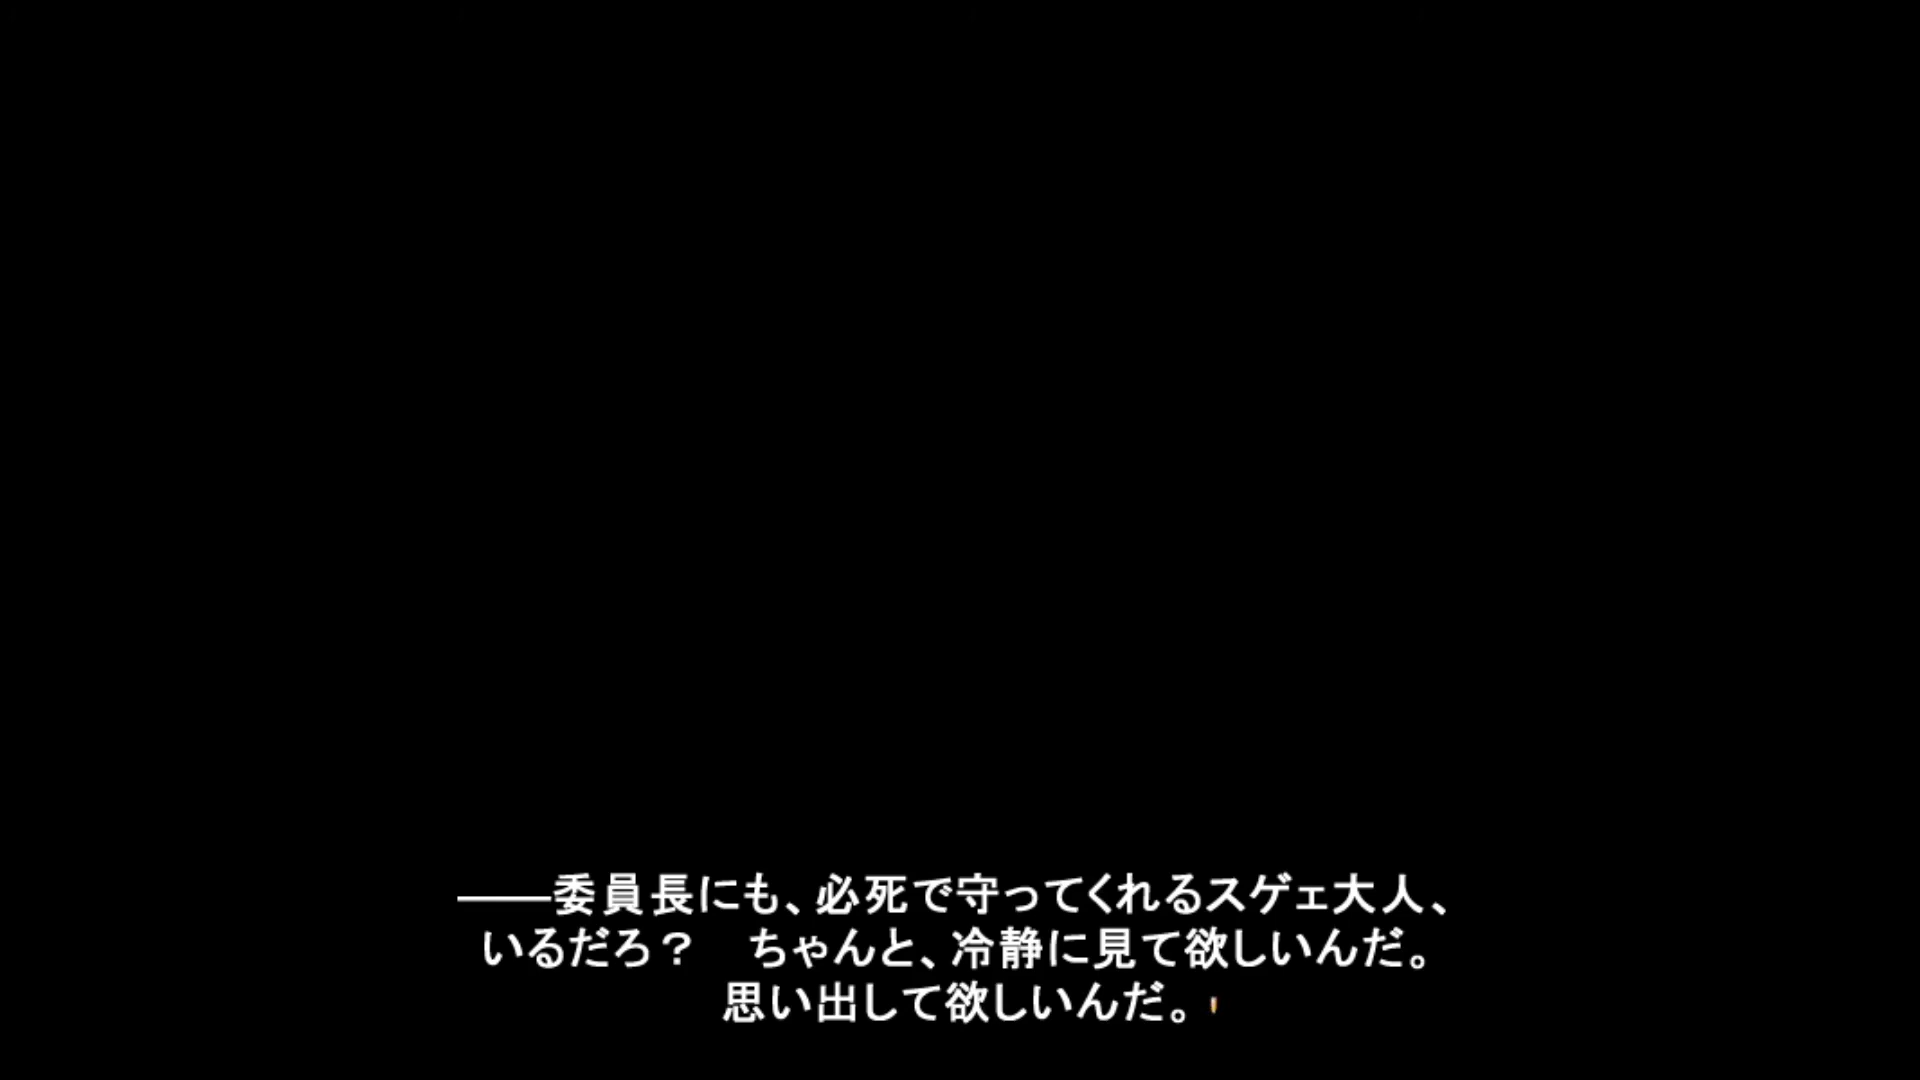 ――委員長にも、必死で守ってくれるスゲェ大人、
いるだろ？　ちゃんと、冷静に見て欲しいんだ。
思い出して欲しいんだ。